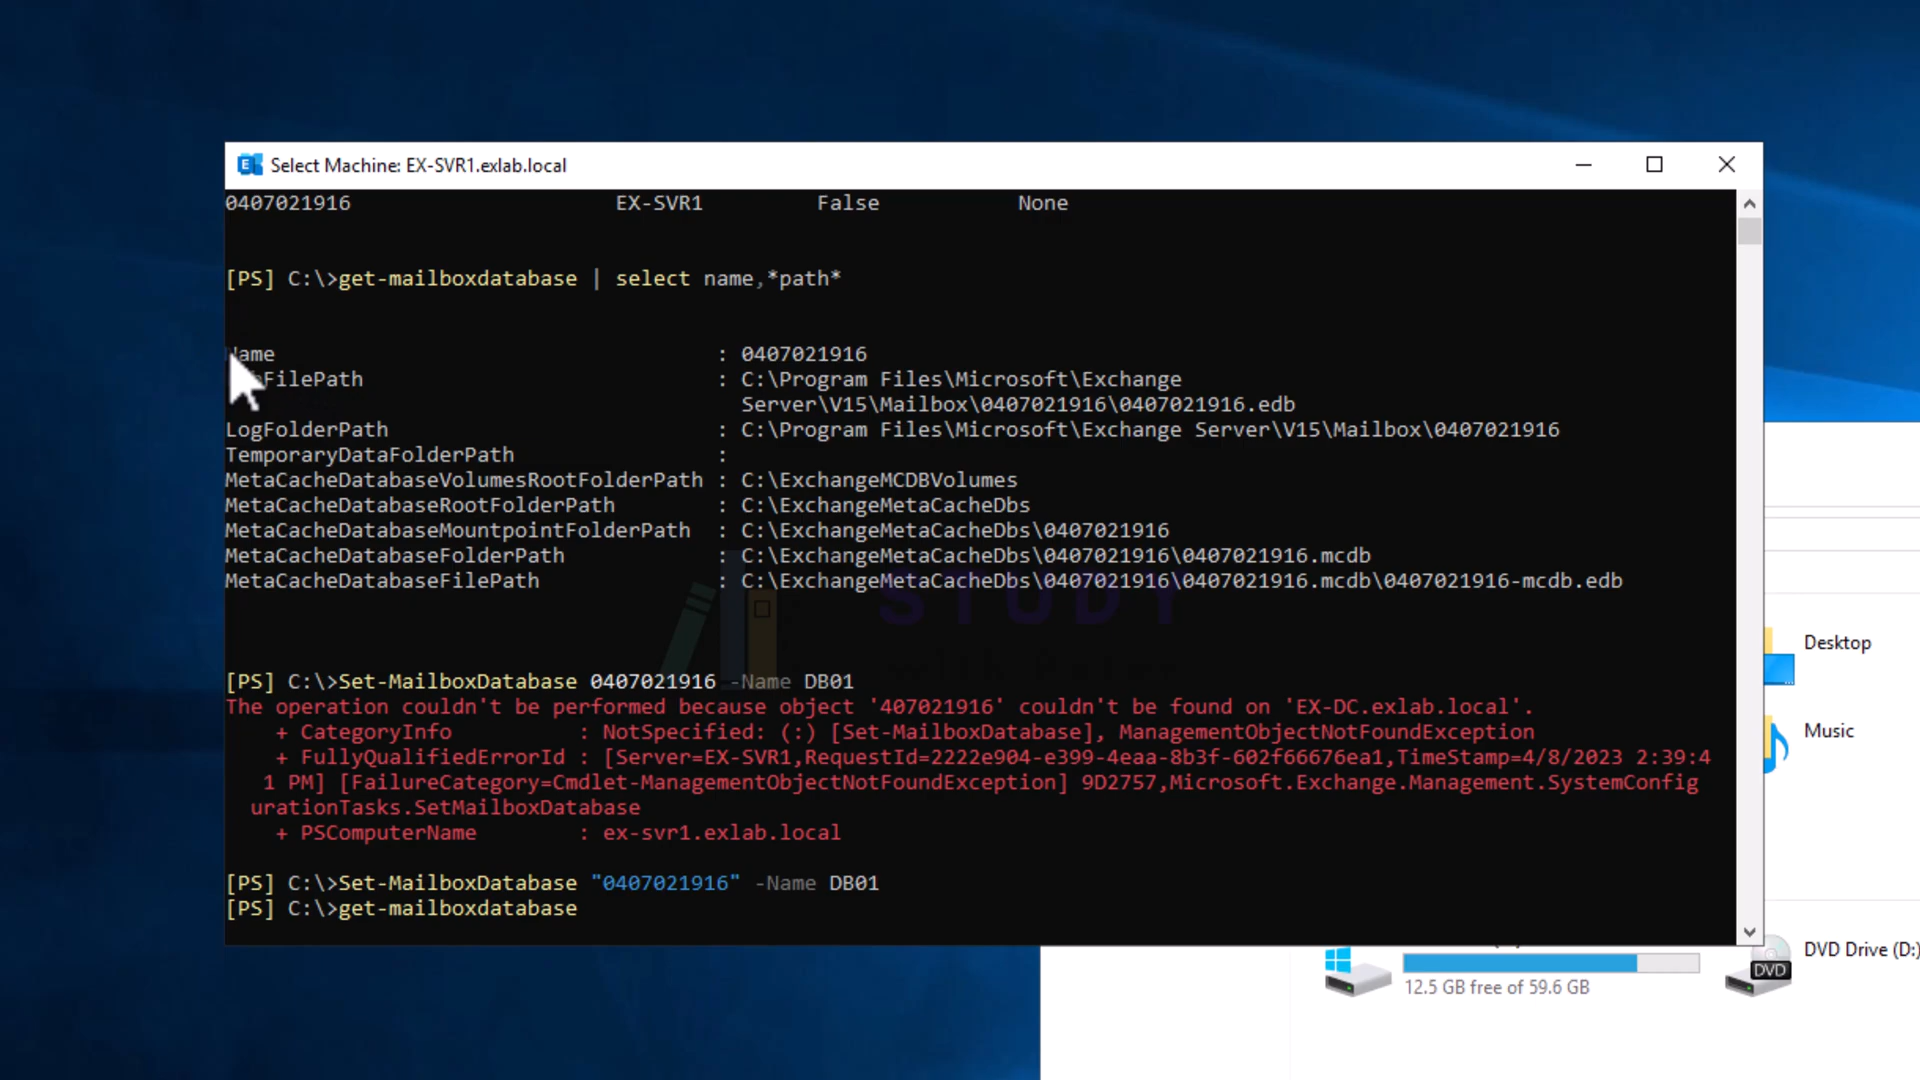 Select Machine: EX-SVR1.exlab.local
0407021916 EX-SVR1 False None
[PS] C:\>get-mailboxdatabase | select name,*path*
Name : 0407021916
FilePath : C:\Program Files\Microsoft\Exchange
Server\V15\Mailbox\0407021916\0407021916.edb
LogFolderPath : C:\Program Files\Microsoft\Exchange Server\V15\Mailbox\0407021916
TemporaryDataFolderPath :
MetaCacheDatabaseVolumesRootFolderPath : C:\ExchangeMCDBVolumes
MetaCacheDatabaseRootFolderPath : C:\ExchangeMetaCacheDbs
MetaCacheDatabaseMountpointFolderPath : C:\ExchangeMetaCacheDbs\0407021916
MetaCacheDatabaseFolderPath : C:\ExchangeMetaCacheDbs\0407021916\0407021916.mcdb
MetaCacheDatabaseFilePath : C:\ExchangeMetaCacheDbs\0407021916\0407021916.mcdb\0407021916-mcdb.edb
STUDY
[PS] C:\>Set-MailboxDatabase 0407021916 -Name DB01
The operation couldn't be performed because object '407021916' couldn't be found on 'EX-DC.exlab.local'.
+ CategoryInfo : NotSpecified: (:) [Set-MailboxDatabase], ManagementObjectNotFoundException
+ FullyQualifiedErrorId : [Server=EX-SVR1,RequestId=2222e904-e399-4eaa-8b3f-602f66676ea1,TimeStamp=4/8/2023 2:39:4
1 PM] [FailureCategory=Cmdlet-ManagementObjectNotFoundException] 9D2757,Microsoft.Exchange.Management.SystemConfig
urationTasks.SetMailboxDatabase
+ PSComputerName : ex-svr1.exlab.local
[PS] C:\>Set-MailboxDatabase "0407021916" -Name DB01
[PS] C:\>get-mailboxdatabase
Desktop
Music
DVD Drive (D:)
DVD
12.5 GB free of 59.6 GB